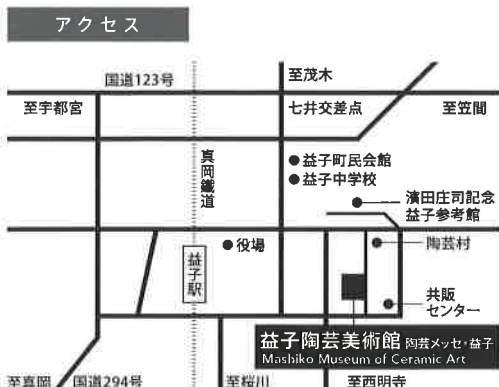 アクセス
国道123号
至茂木
至宇都宮
七井交差点
至笠間
真岡鐵道
●益子町民会館
●益子中学校
濱田庄司記念
益子参考館
●役場
陶芸村
益子駅
共販
センター
益子陶芸美術館 陶芸メッセ・益子
Mashiko Museum of Ceramic Art
至真岡
国道294号
至桜川
至西明寺